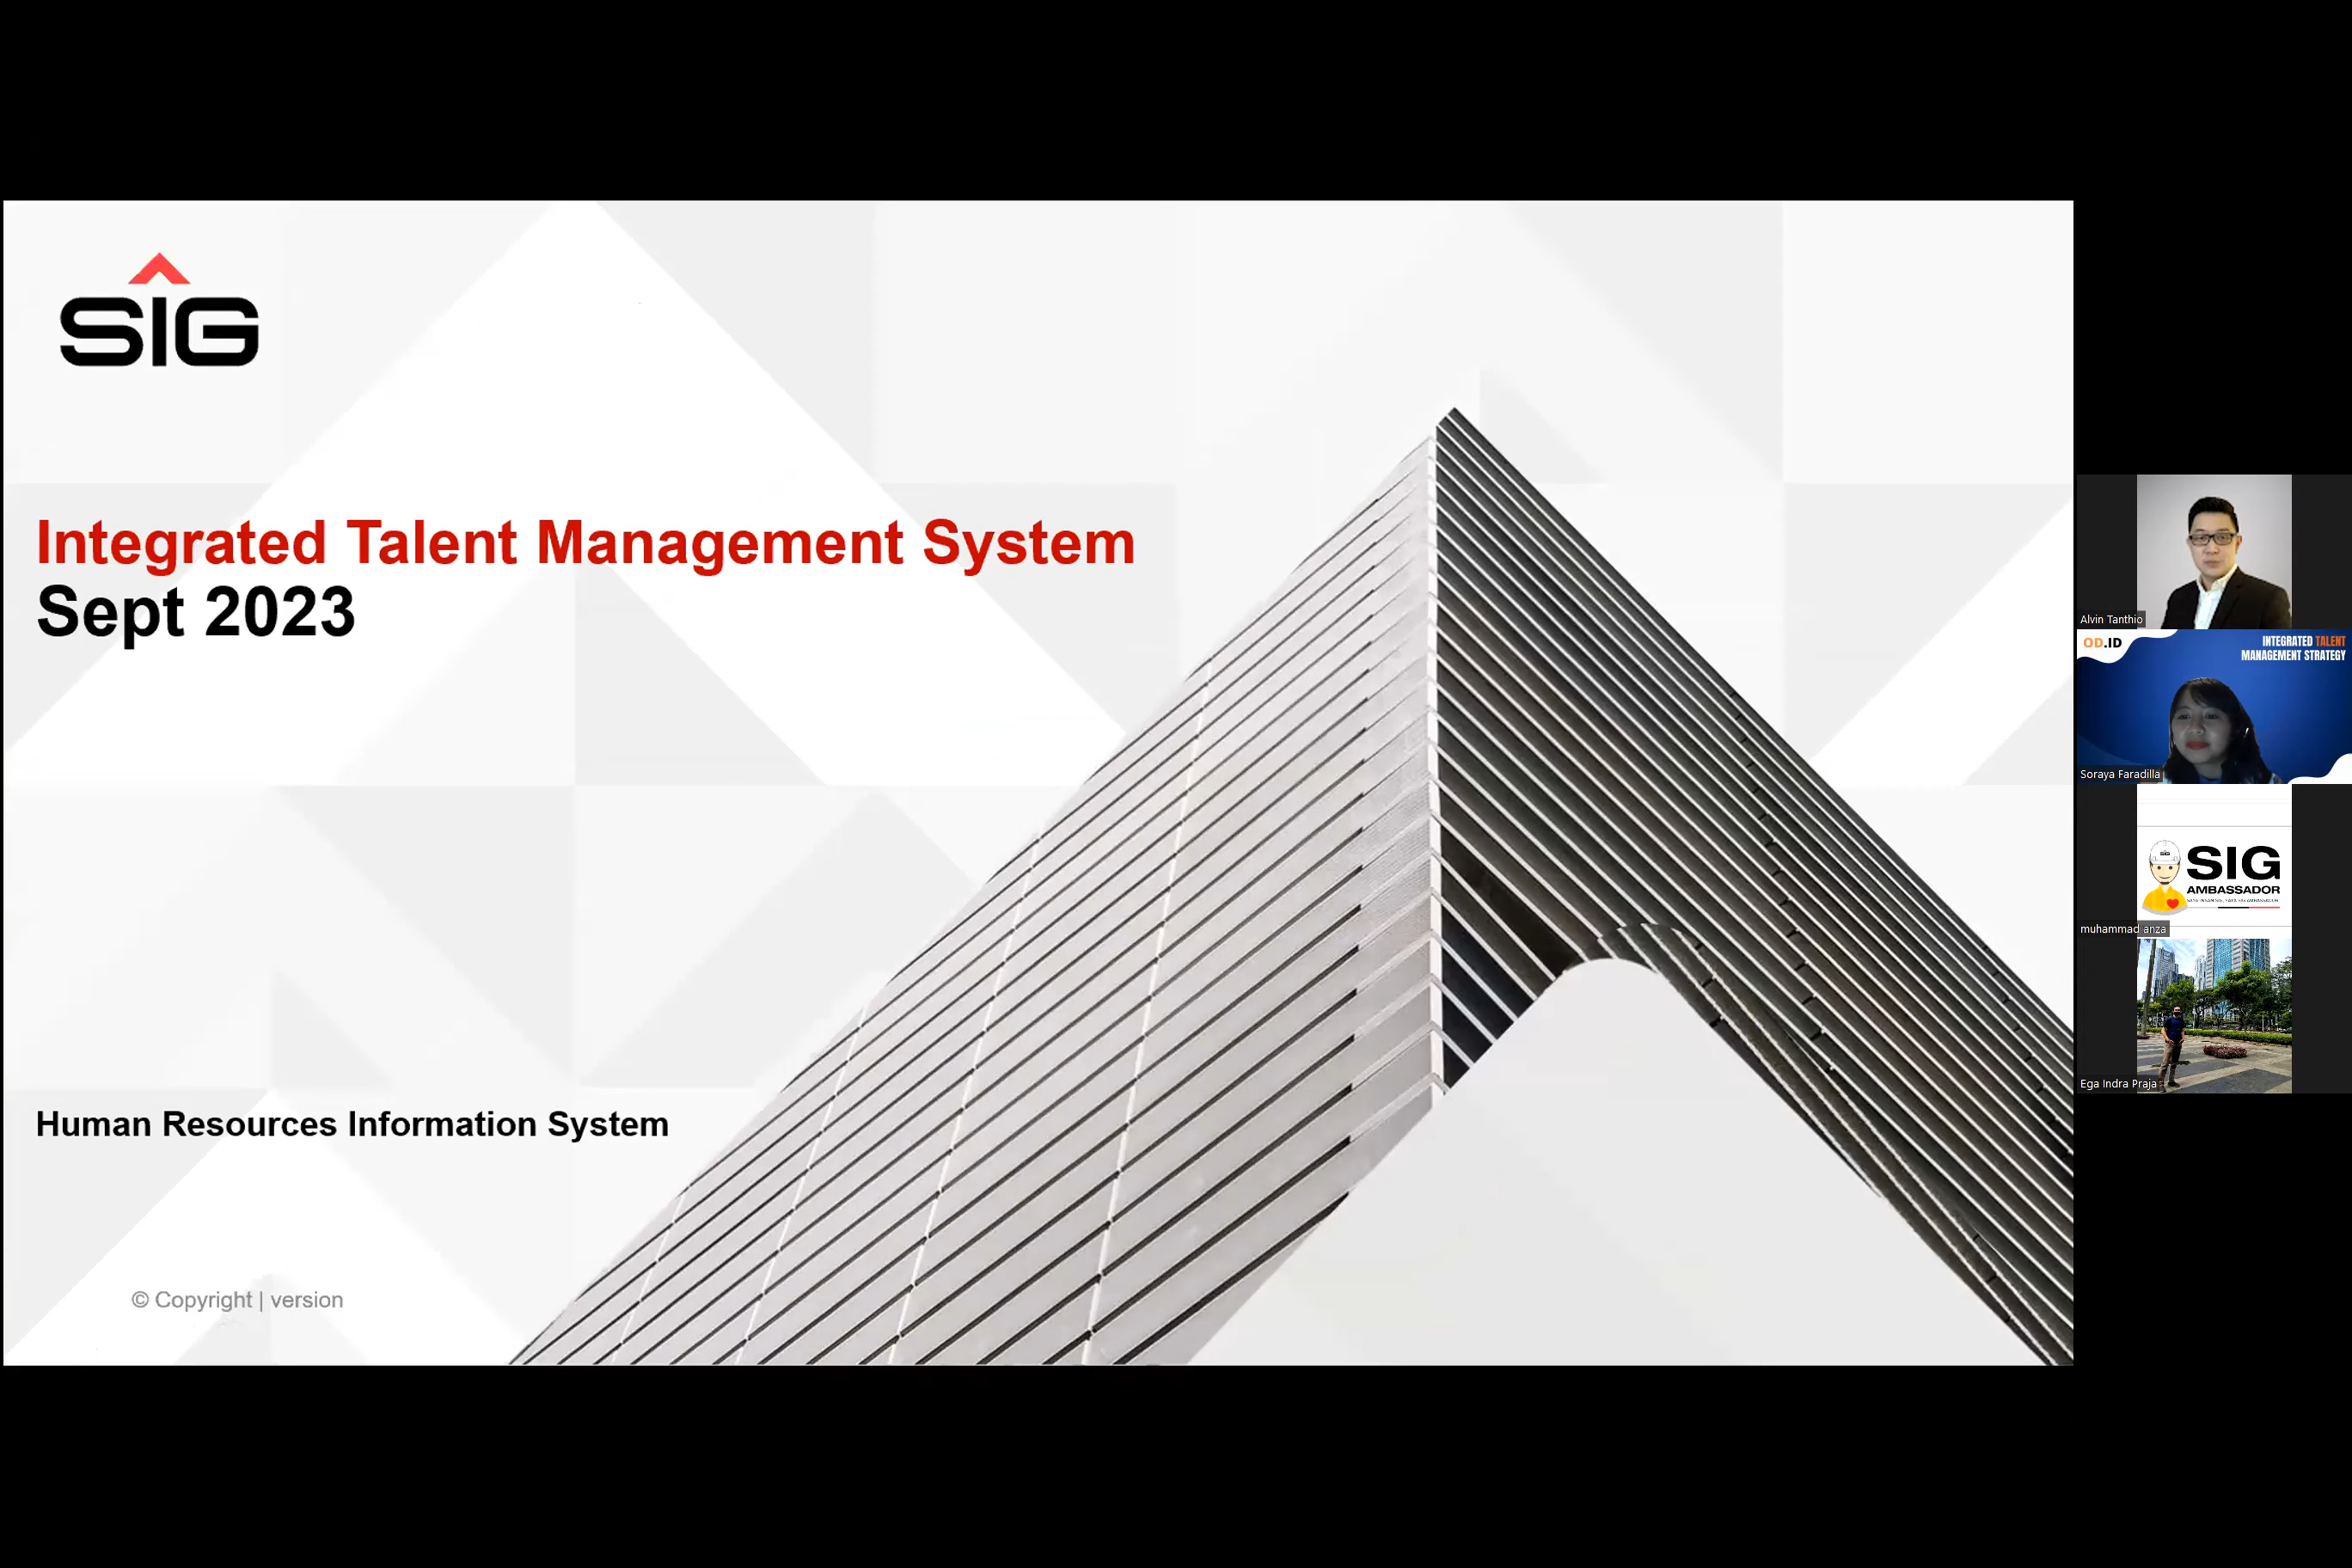 SIG
Integrated Talent Management System
Sept 2023
Human Resources Information System
© Copyright | version
Alvin Tanthio
OD.ID
INTEGRATED TALENT
MANAGEMENT STRATEGY
Soraya Faradilla
SIG
AMBASSADOR
muhammad anza
Ega Indra Praja